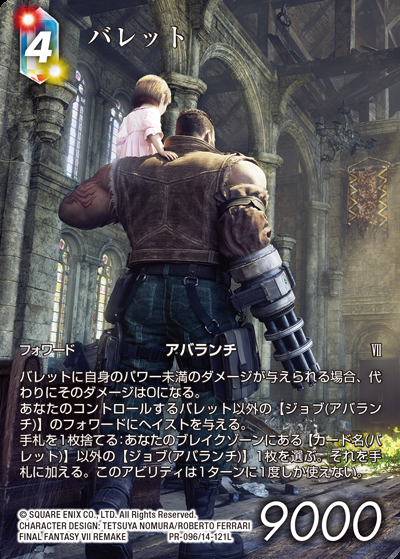 4
バレット
フォワード アバランチ Ⅶ
バレットに自身のパワー未満のダメージが与えられる場合、代
わりにそのダメージは0になる。
あなたのコントロールするバレット以外の【ジョブ(アバラン
チ)】のフォワードにヘイストを与える。
手札を1枚捨てる：あなたのブレイクゾーンにある【カード名(バ
レット)】以外の【ジョブ(アバランチ)】1枚を選ぶ。それを手
札に加える。このアビリティは1ターンに1度しか使えない。
© SQUARE ENIX CO., LTD. All Rights Reserved.
CHARACTER DESIGN: TETSUYA NOMURA/ROBERTO FERRARI
FINAL FANTASY VII REMAKE PR-096/14-121L
9000